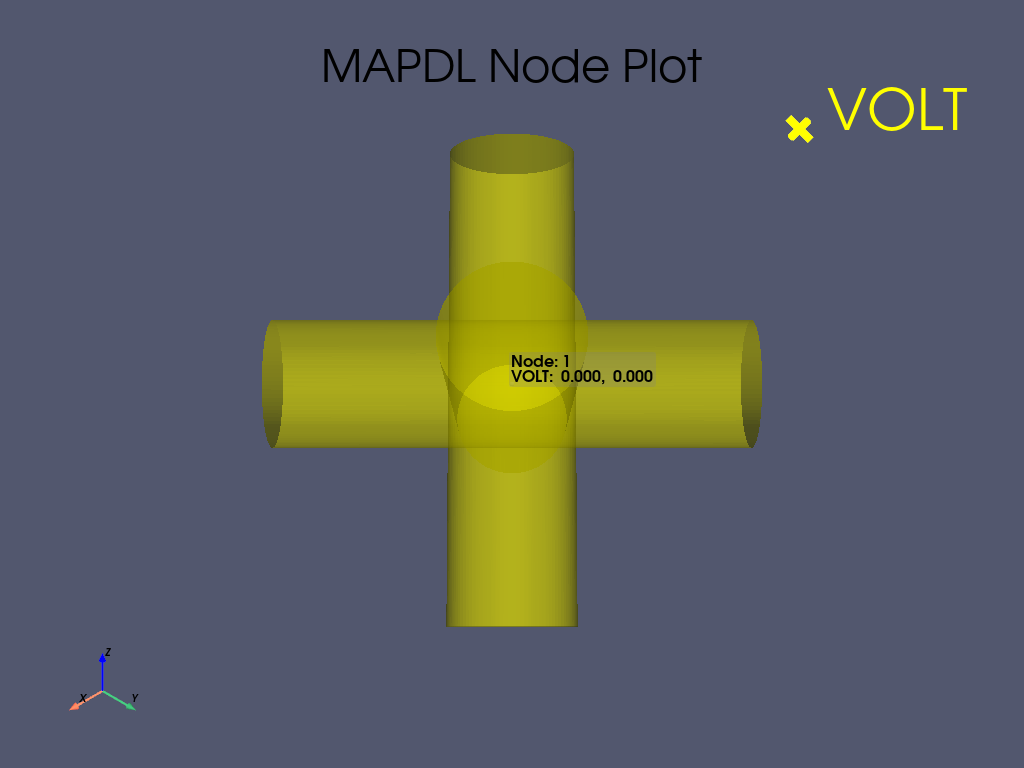 MAPDL Node Plot
VOLT
Node: 1
VOLT: 0.000, 0.000
Z
X
Y